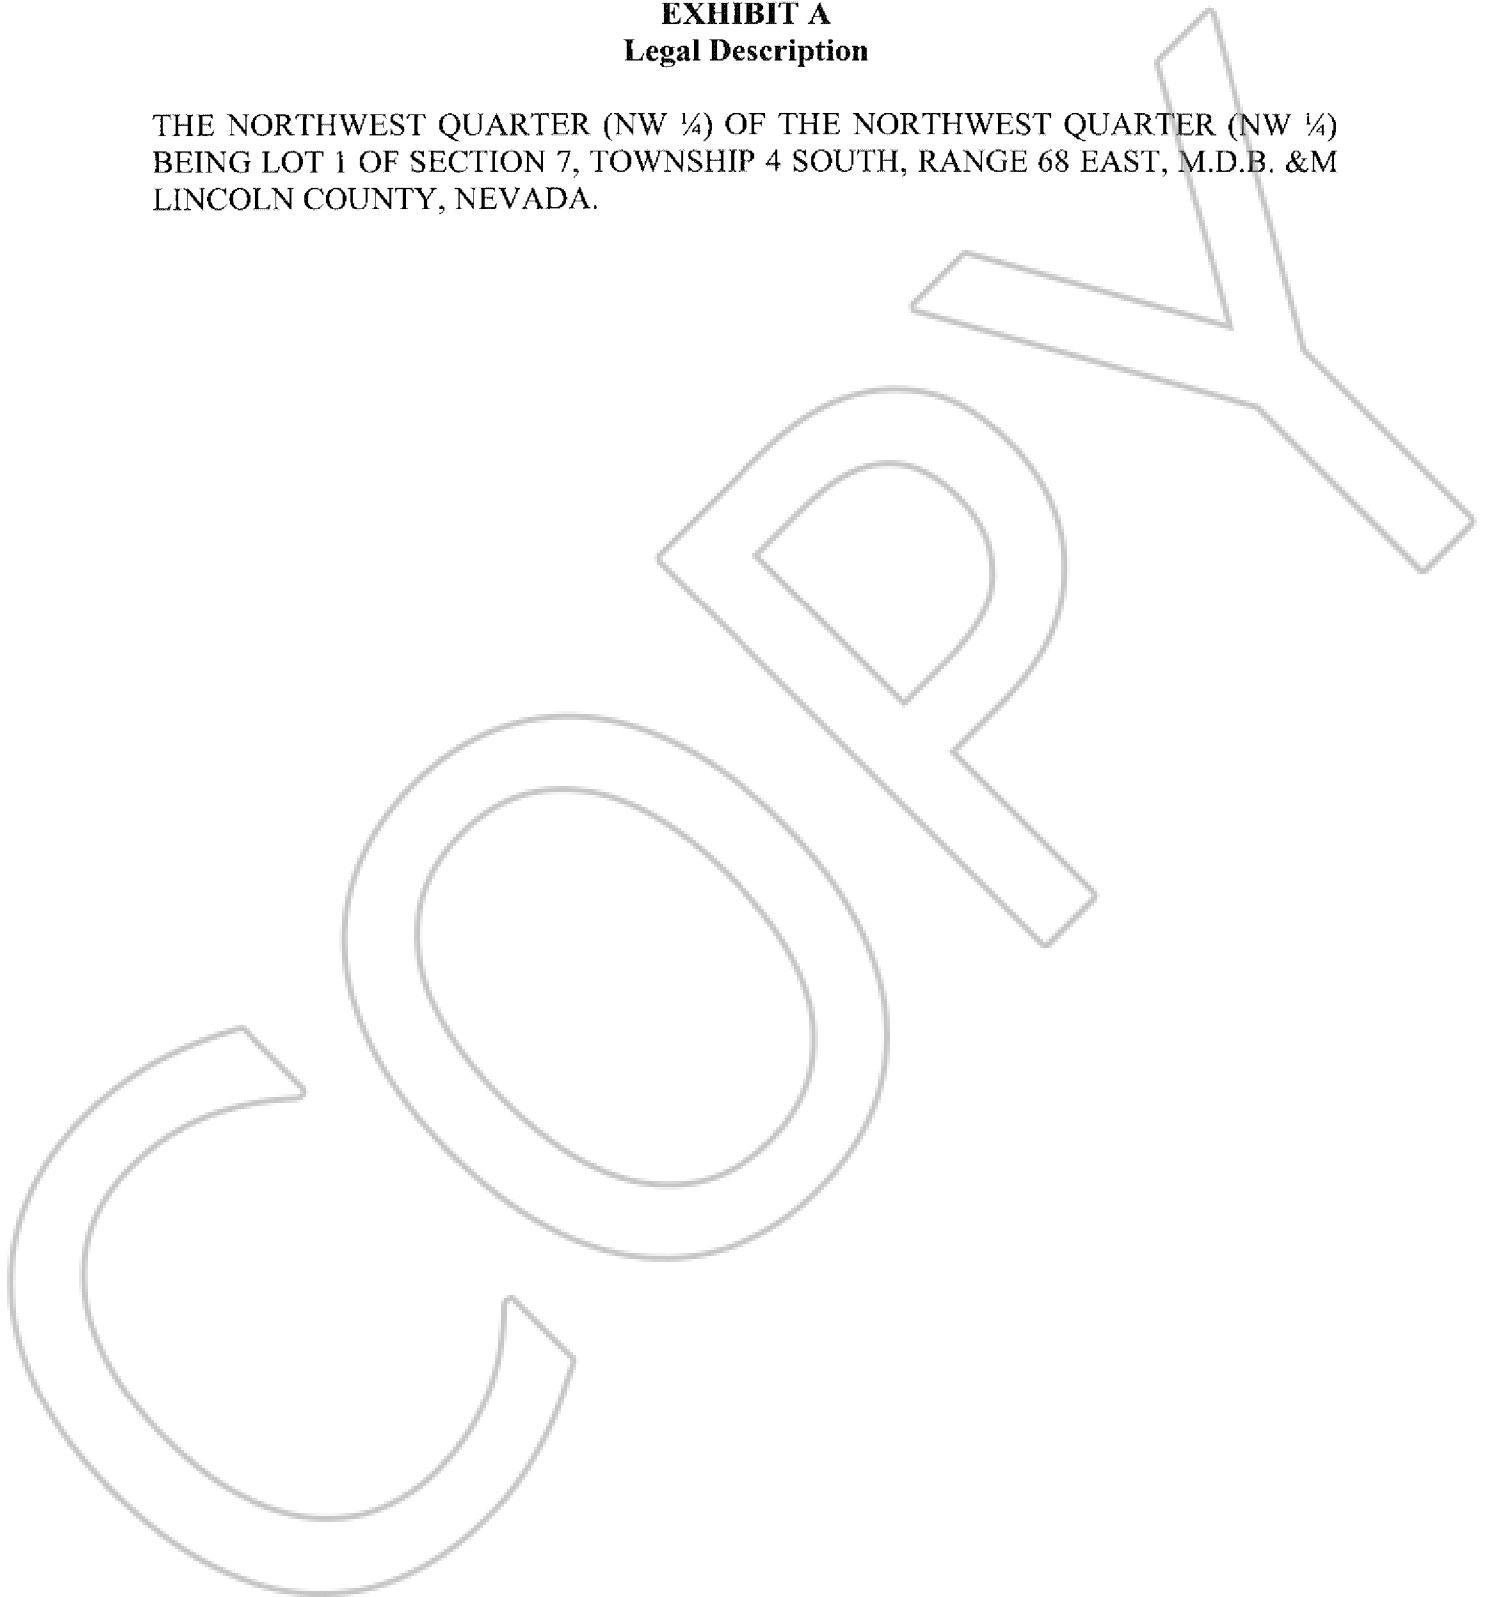 EXHIBIT A
Legal Description
THE NORTHWEST QUARTER (NW ¼) OF THE NORTHWEST QUARTER (NW ¼)
BEING LOT 1 OF SECTION 7, TOWNSHIP 4 SOUTH, RANGE 68 EAST, M.D.B. &M
LINCOLN COUNTY, NEVADA.
COPY